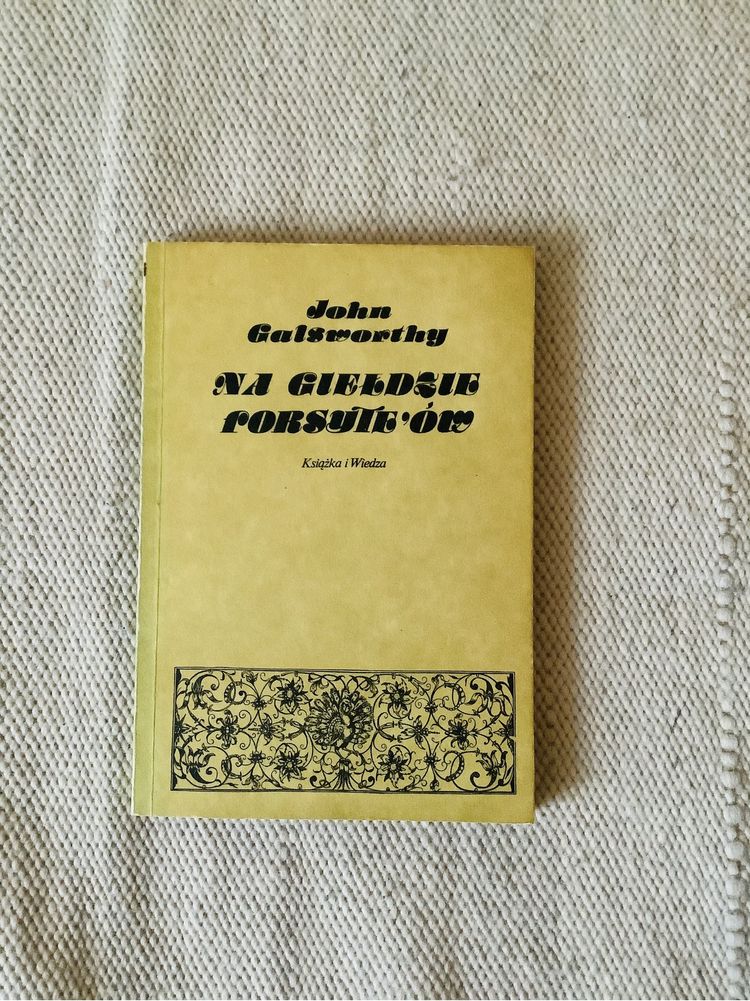 John
Galsworthy
NA GIEŁDZIE
FORSYTE'ÓW
Książka i Wiedza